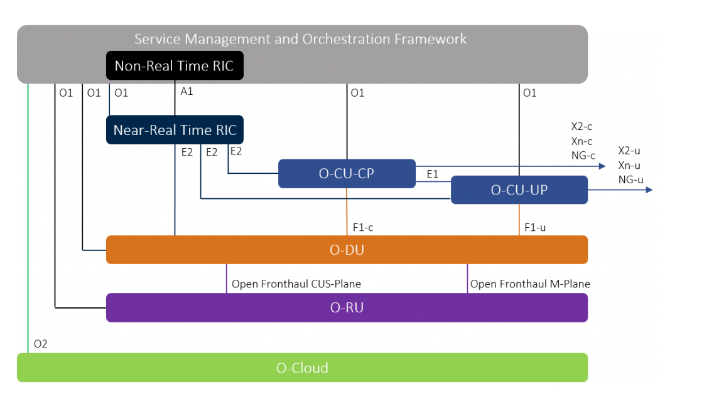 Service Management and Orchestration Framework
Non-Real Time RIC
O1
O1
O1
A1
O1
O1
Near-Real Time RIC
X2-c
Xn-c
NG-c
E2
E2
E2
X2-u
Xn-u
NG-u
O-CU-CP
E1
O-CU-UP
F1-c
F1-u
O-DU
Open Fronthaul CUS-Plane
Open Fronthaul M-Plane
O-RU
O2
O-Cloud